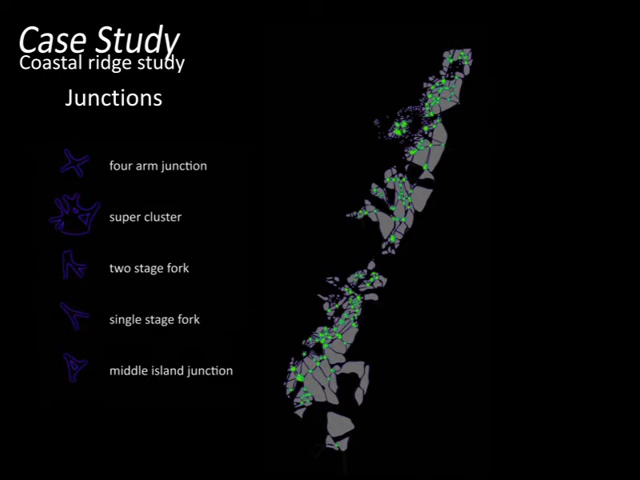 Case Study
Coastal ridge study
Junctions
four arm junction
super cluster
two stage fork
single stage fork
middle island junction